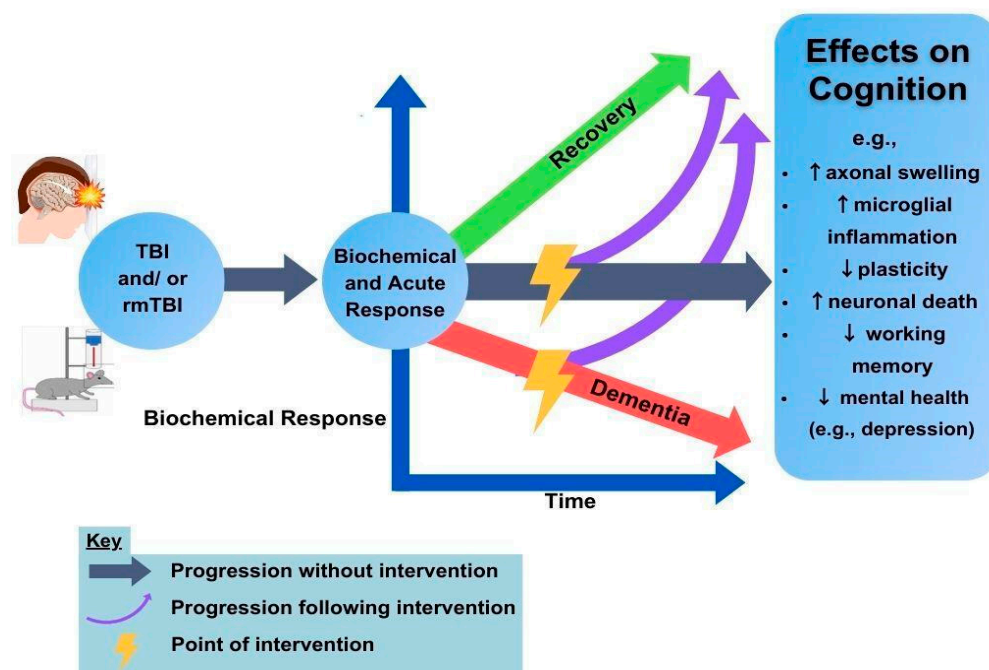 TBI
and/ or
rmTBI
Biochemical
and Acute
Response
Recovery
Dementia
Biochemical Response
Time
Effects on
Cognition
e.g.,
• ↑ axonal swelling
• ↑ microglial
inflammation
• ↓ plasticity
• ↑ neuronal death
• ↓ working
memory
• ↓ mental health
(e.g., depression)
Key
Progression without intervention
Progression following intervention
Point of intervention